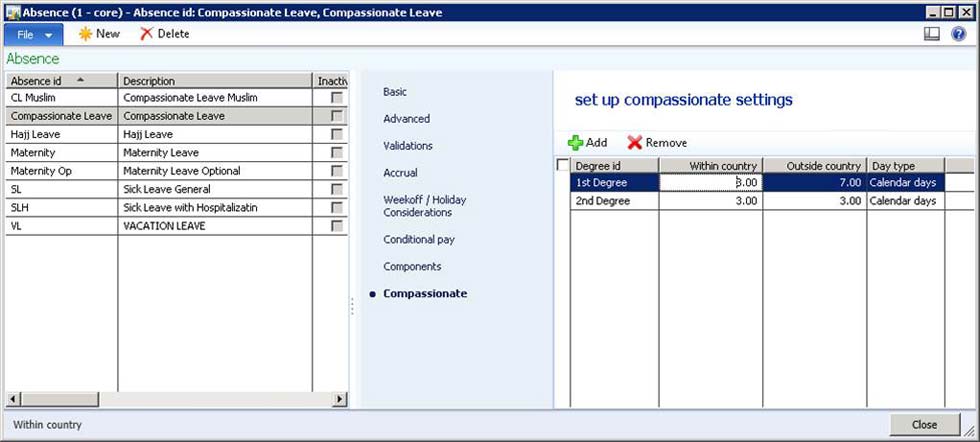 Absence (1 - core) - Absence id: Compassionate Leave, Compassionate Leave
File New Delete
Absence
Absence id Description Inactiv
CL Muslim Compassionate Leave Muslim
Compassionate Leave Compassionate Leave
Hajj Leave Hajj Leave
Maternity Maternity Leave
Maternity Op Maternity Leave Optional
SL Sick Leave General
SLH Sick Leave with Hospitalizatin
VL VACATION LEAVE
Basic
Advanced
Validations
Accrual
Weekoff / Holiday
Considerations
Conditional pay
Components
Compassionate
set up compassionate settings
Add Remove
Degree id Within country Outside country Day type
1st Degree 3.00 7.00 Calendar days
2nd Degree 3.00 3.00 Calendar days
Within country
Close